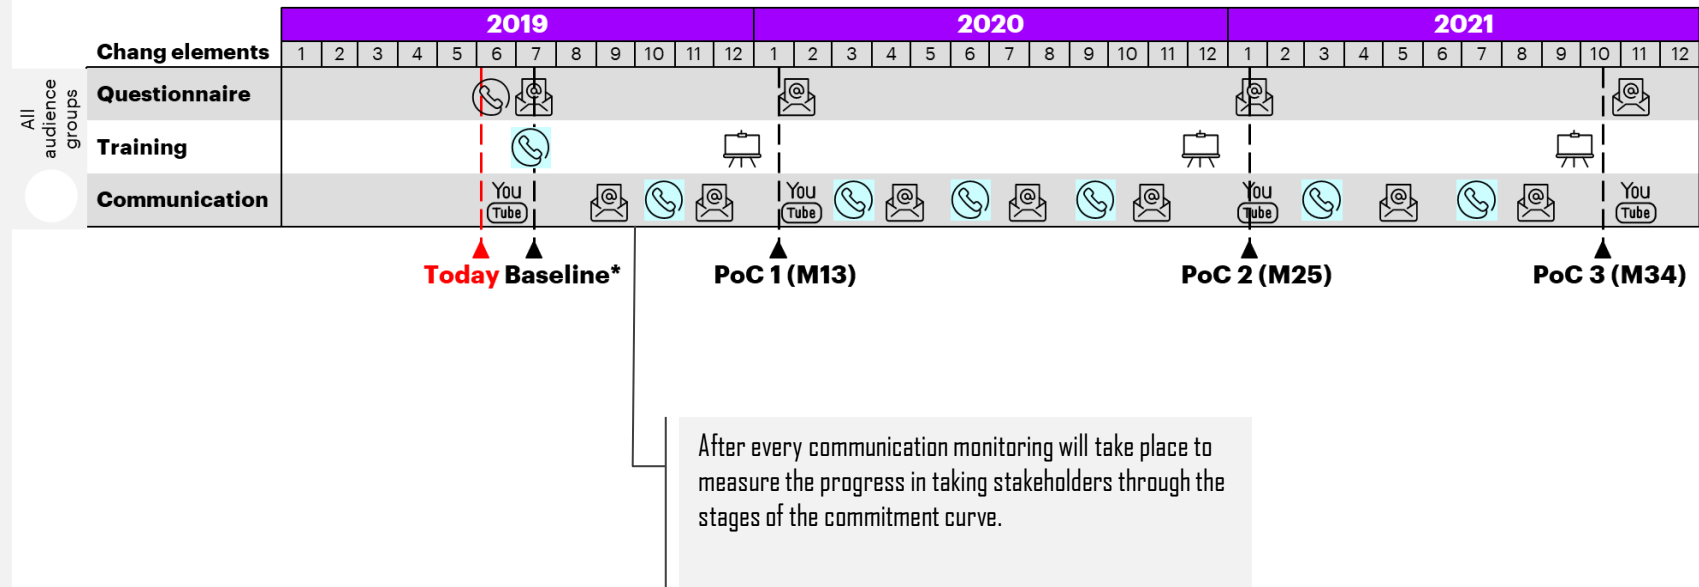 2019 2020 2021
Chang elements 1 2 3 4 5 6 7 8 9 10 11 12 1 2 3 4 5 6 7 8 9 10 11 12 1 2 3 4 5 6 7 8 9 10 11 12
All
audience
groups
Questionnaire @ @ @ @
Training
Communication You Tube @ @ You Tube @ @ @ You Tube @ @ You Tube
Today Baseline* PoC 1 (M13) PoC 2 (M25) PoC 3 (M34)
After every communication monitoring will take place to
measure the progress in taking stakeholders through the
stages of the commitment curve.